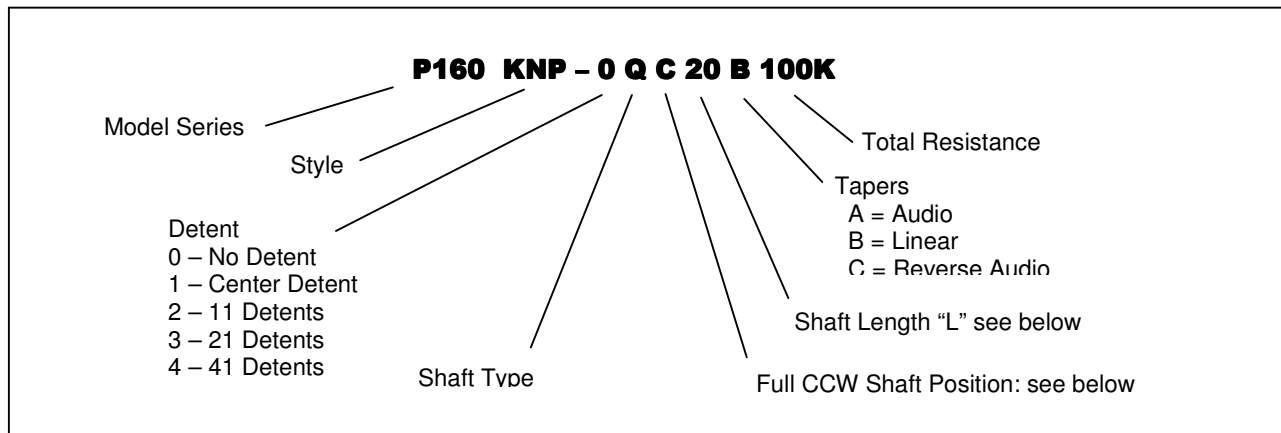 P160 KNP – 0 Q C 20 B 100K
Model Series
Style
Detent
0 – No Detent
1 – Center Detent
2 – 11 Detents
3 – 21 Detents
4 – 41 Detents
Shaft Type
Total Resistance
Tapers
A = Audio
B = Linear
C = Reverse Audio
Shaft Length “L” see below
Full CCW Shaft Position: see below